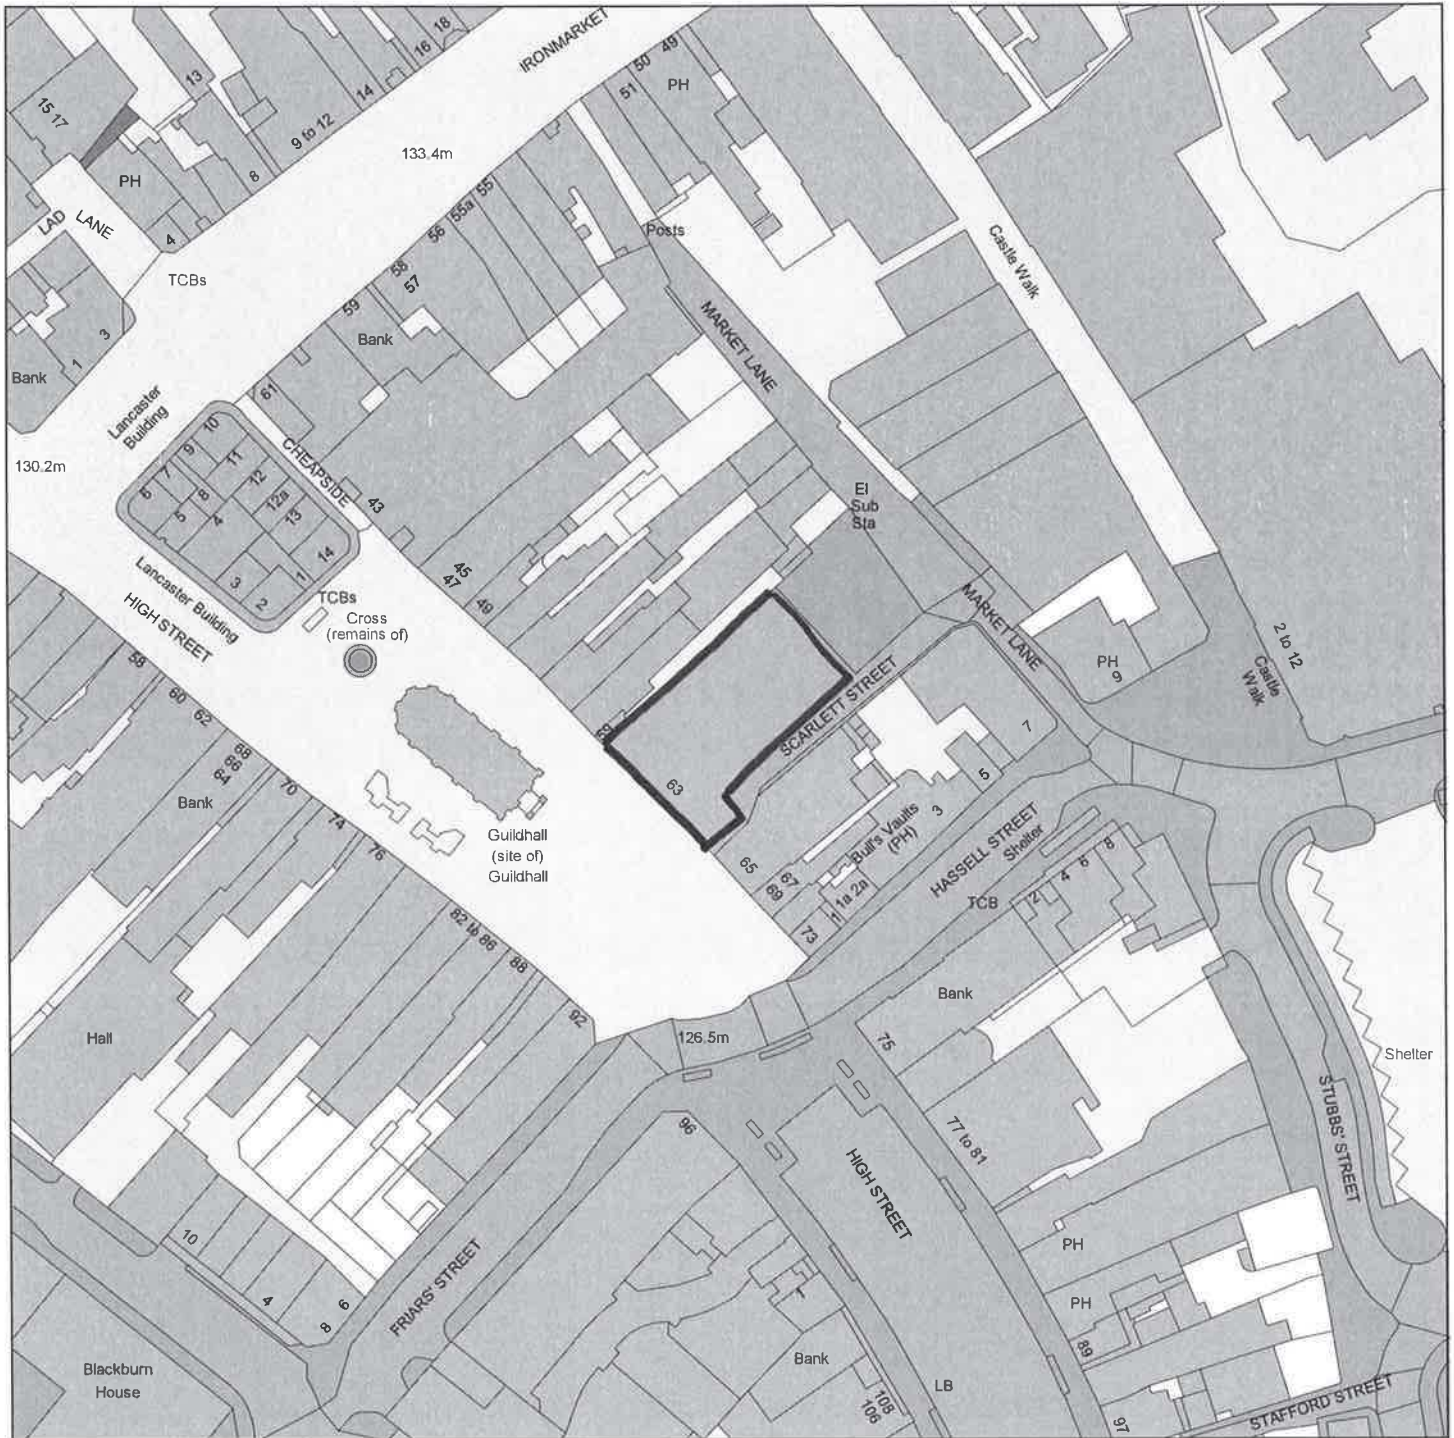 IRONMARKET
18
16
14
13
15 17
9 to 12
8
PH
4
LAD
LANE
TCBs
133.4m
49
50
51
PH
55
55a
56
58
57
59
Bank
61
Posts
Castle Walk
MARKET LANE
3
1
Bank
130.2m
Lancaster
Building
10
9
7
6
11
8
5
12
4
12a
13
14
3
1
2
CHEAPSIDE
43
45
47
49
Lancaster Building
TCBs
HIGH STREET
Cross
(remains of)
El
Sub
Sta
MARKET LANE
PH
9
2 to 12
Castle
Walk
58
60
62
68
66
64
Bank
70
74
76
Guildhall
(site of)
Guildhall
63
SCARLETT STREET
7
5
3
Bull's Vaults
(PH)
65
67
69
1a 2a
1
73
HASSELL STREET
Shelter
TCB
2
4
6
8
82 to 86
88
92
Hall
126.5m
Bank
75
77 to 81
Shelter
STUBBS' STREET
96
HIGH STREET
PH
PH
89
10
4
8
6
FRIARS' STREET
Blackburn
House
Bank
108
106
LB
97
STAFFORD STREET